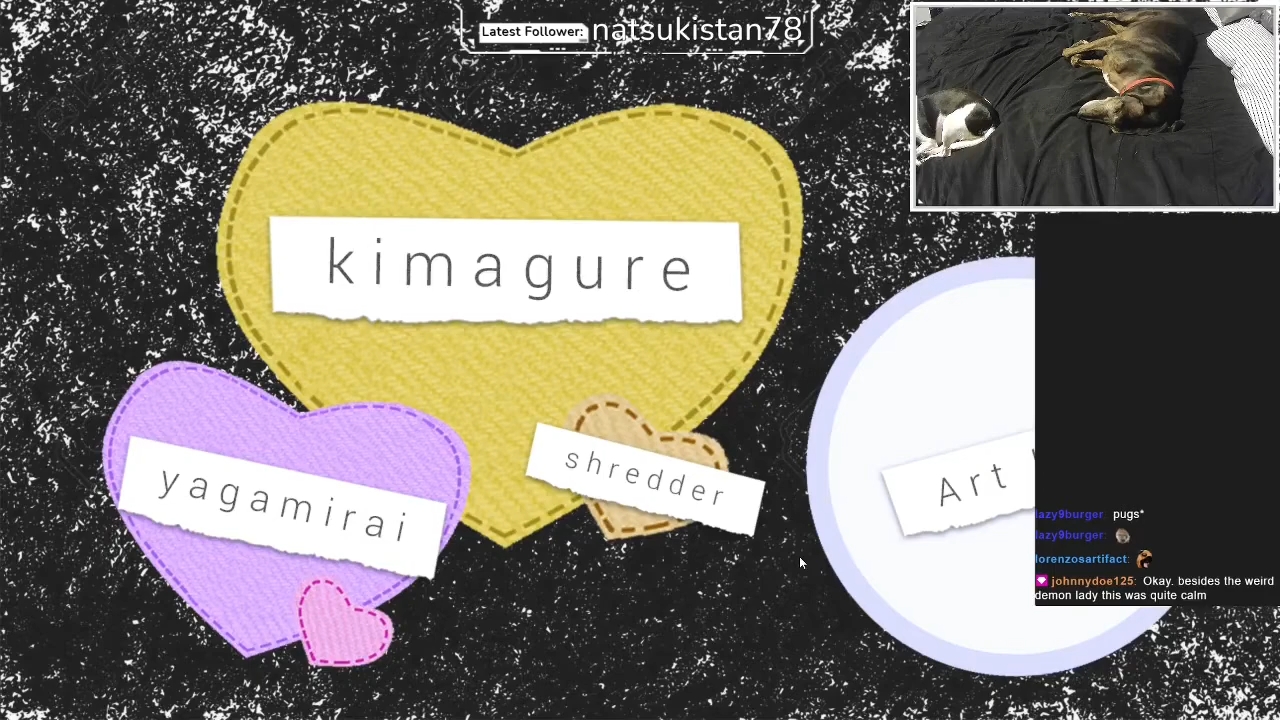 Latest Follower: natsukistan78
kimagure
yagamirai
shredder
Art
lazy9burger: pugs*
lazy9burger:
lorenzosartifact:
johnnydoe125: Okay. besides the weird
demon lady this was quite calm